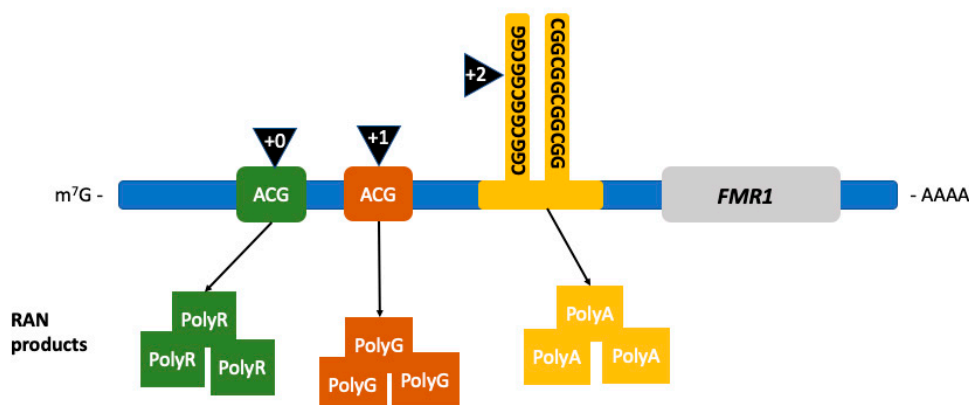 CGGCGGCGGCGG
CGGCGGCGGCGG
+2
+0
+1
m⁷G -
ACG
ACG
FMR1
- AAAA
RAN
products
PolyR
PolyR
PolyR
PolyG
PolyG
PolyG
PolyA
PolyA
PolyA